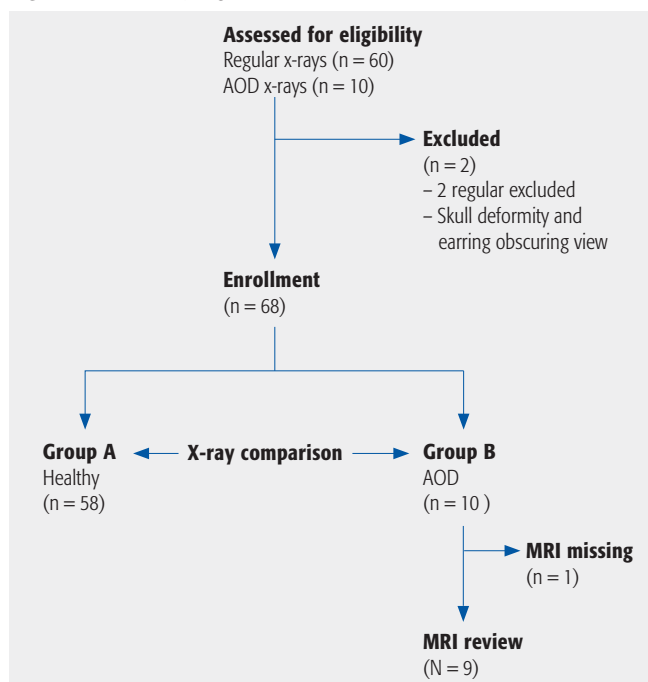 Assessed for eligibility
Regular x-rays (n = 60)
AOD x-rays (n = 10)
Excluded
(n = 2)
– 2 regular excluded
– Skull deformity and
earring obscuring view
Enrollment
(n = 68)
Group A
Healthy
(n = 58)
X-ray comparison
Group B
AOD
(n = 10 )
MRI missing
(n = 1)
MRI review
(N = 9)